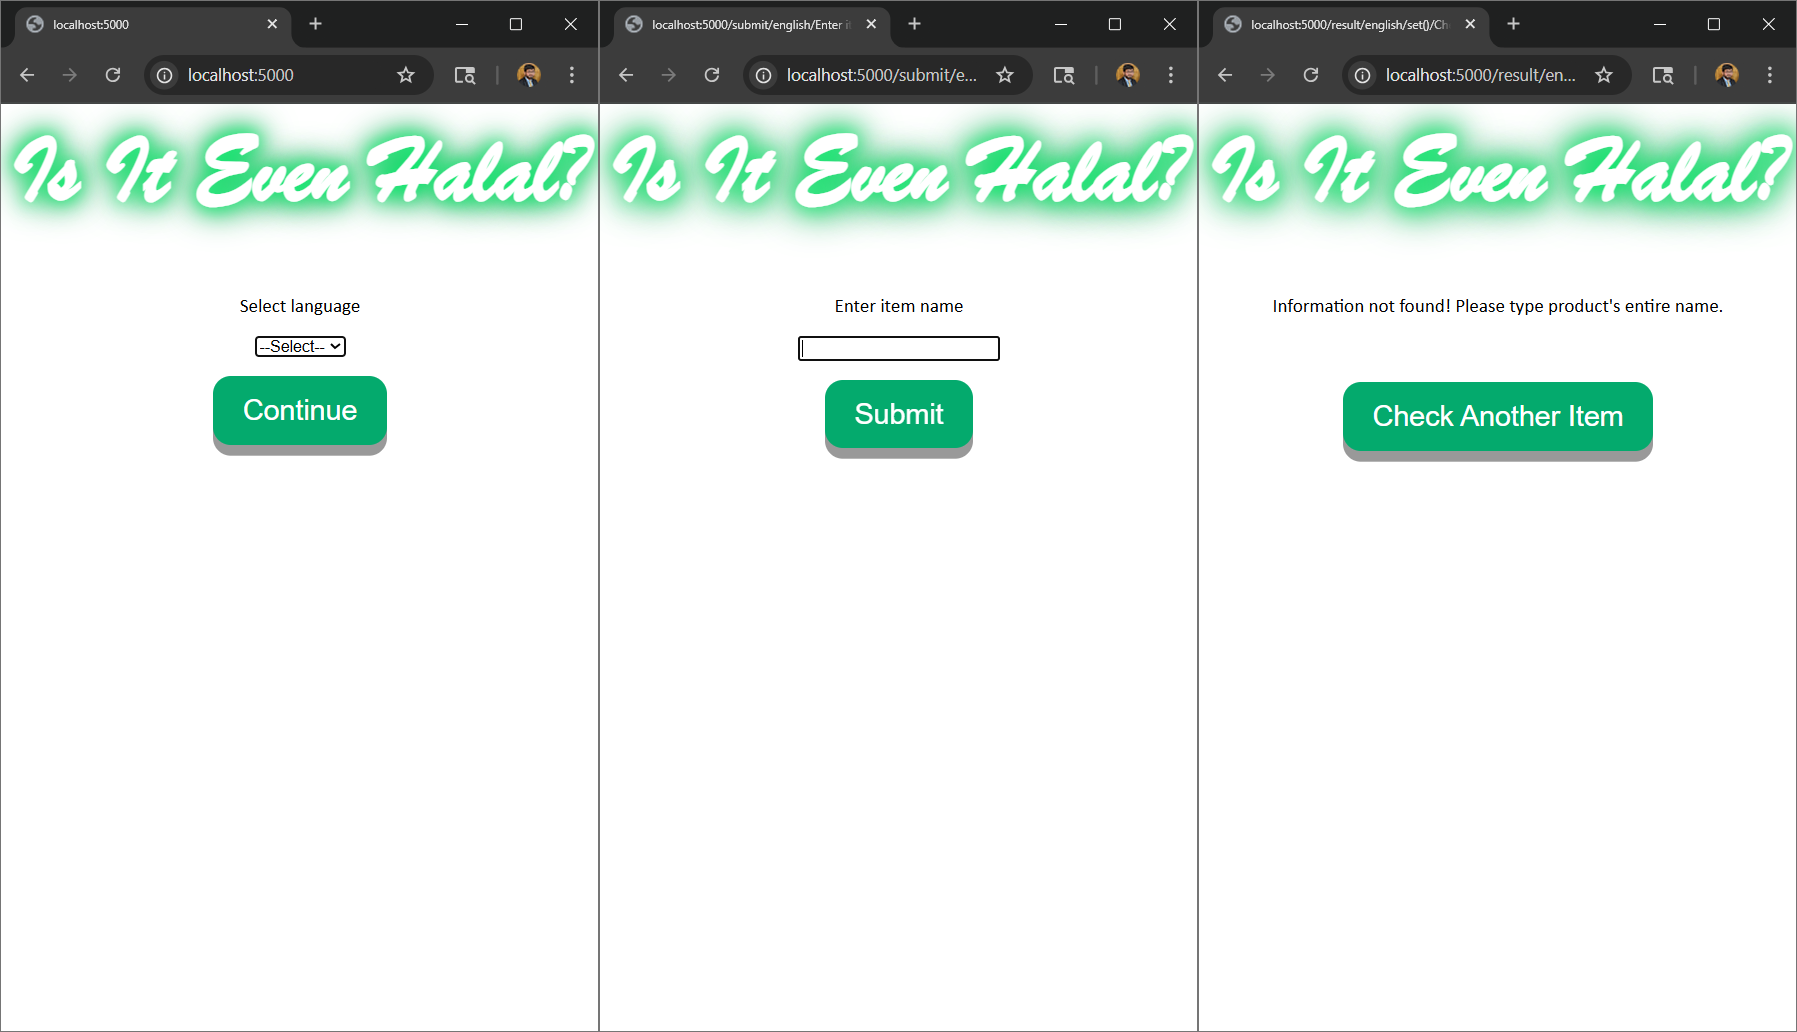 localhost:5000
localhost:5000
Is It Even Halal?
Select language
--Select--
Continue
localhost:5000/submit/english/Enter i
localhost:5000/submit/e...
Is It Even Halal?
Enter item name
Submit
localhost:5000/result/english/set()/Ch
localhost:5000/result/en...
Is It Even Halal?
Information not found! Please type product's entire name.
Check Another Item